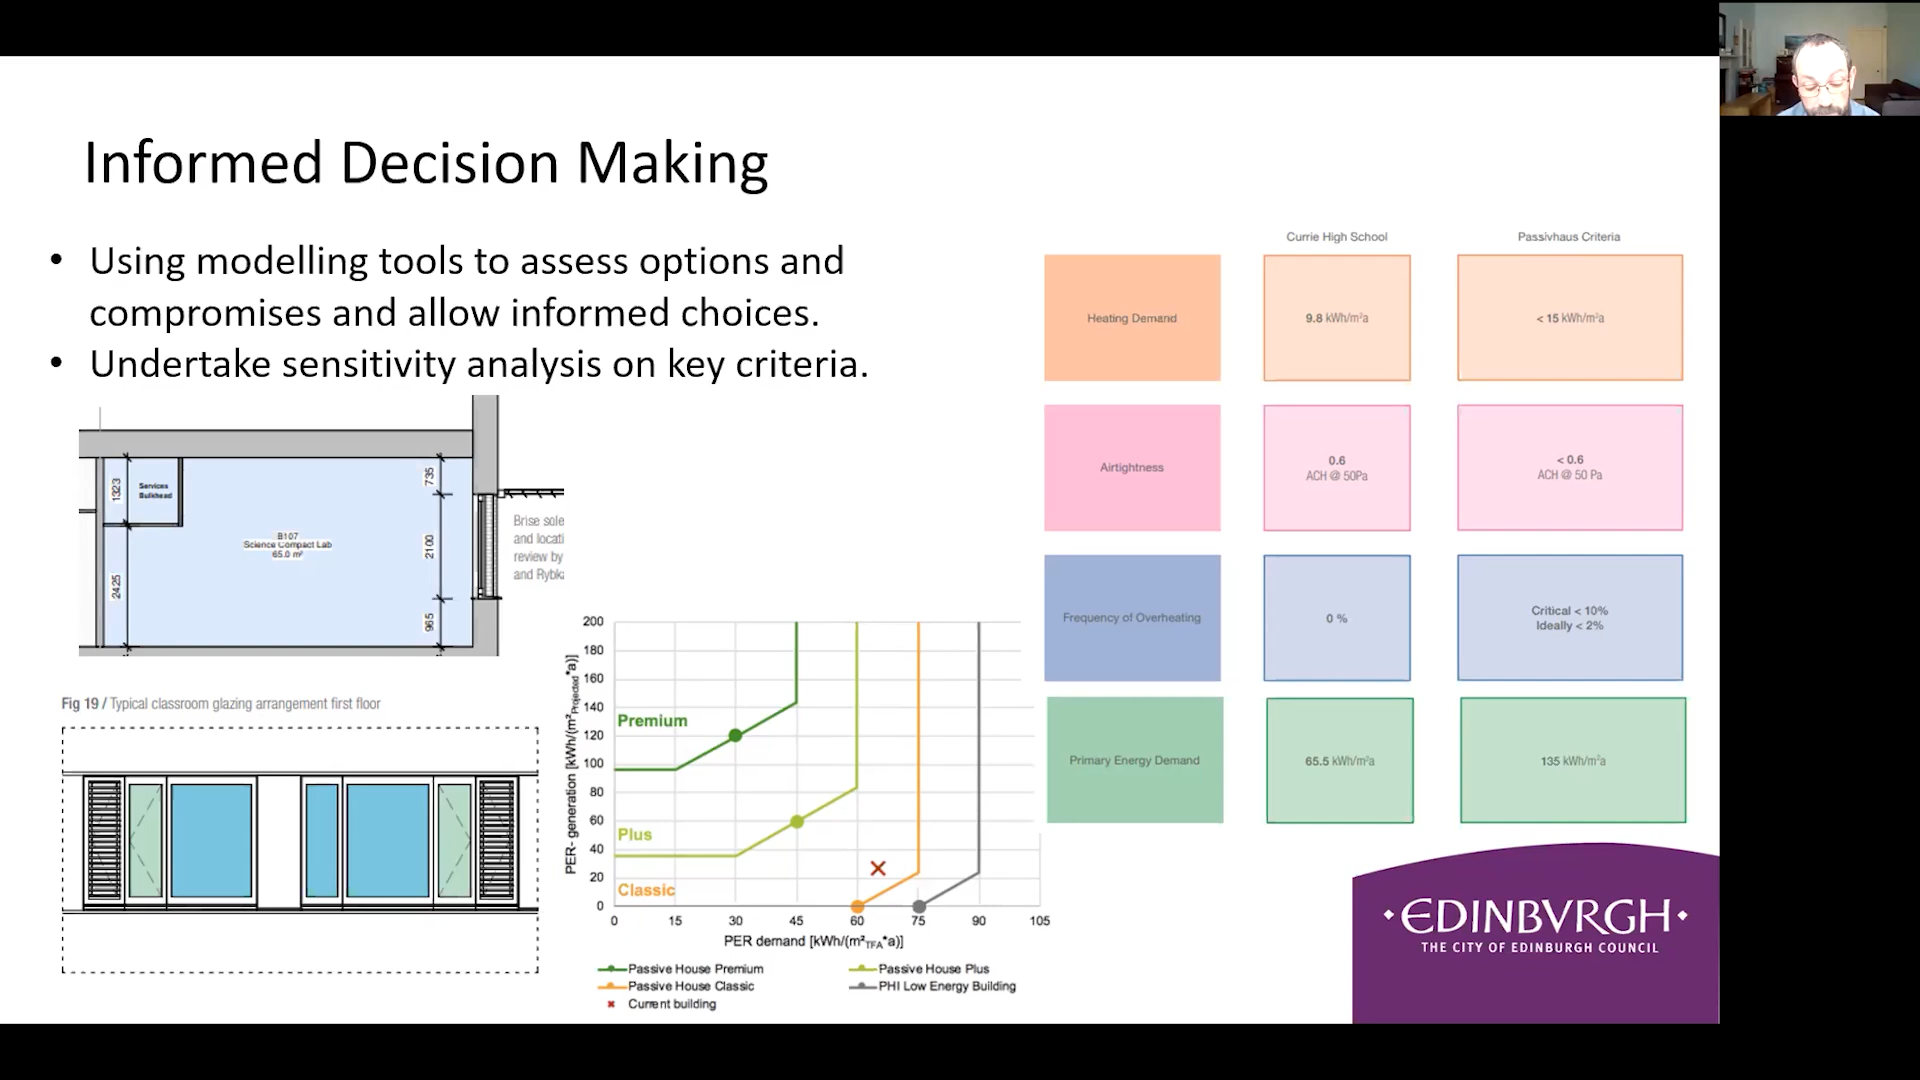 Informed Decision Making
• Using modelling tools to assess options and
compromises and allow informed choices.
• Undertake sensitivity analysis on key criteria.
1323
Services
Bulkhead
735
B107
Science Compact Lab
65.0 m²
2100
2425
965
Brise sole
and locati
review by
and Rybka
Fig 19 / Typical classroom glazing arrangement first floor
PER- generation [kWh/(m²Projected*a)]
200
180
160
140
120
100
80
60
40
20
0
Premium
Plus
Classic
0 15 30 45 60 75 90 105
PER demand [kWh/(m²TFA*a)]
Passive House Premium
Passive House Plus
Passive House Classic
PHI Low Energy Building
Current building
Currie High School
Passivhaus Criteria
Heating Demand
9.8 kWh/m²a
< 15 kWh/m²a
Airtightness
0.6
ACH @ 50Pa
< 0.6
ACH @ 50 Pa
Frequency of Overheating
0 %
Critical < 10%
Ideally < 2%
Primary Energy Demand
65.5 kWh/m²a
135 kWh/m²a
•EDINBVRGH•
THE CITY OF EDINBURGH COUNCIL